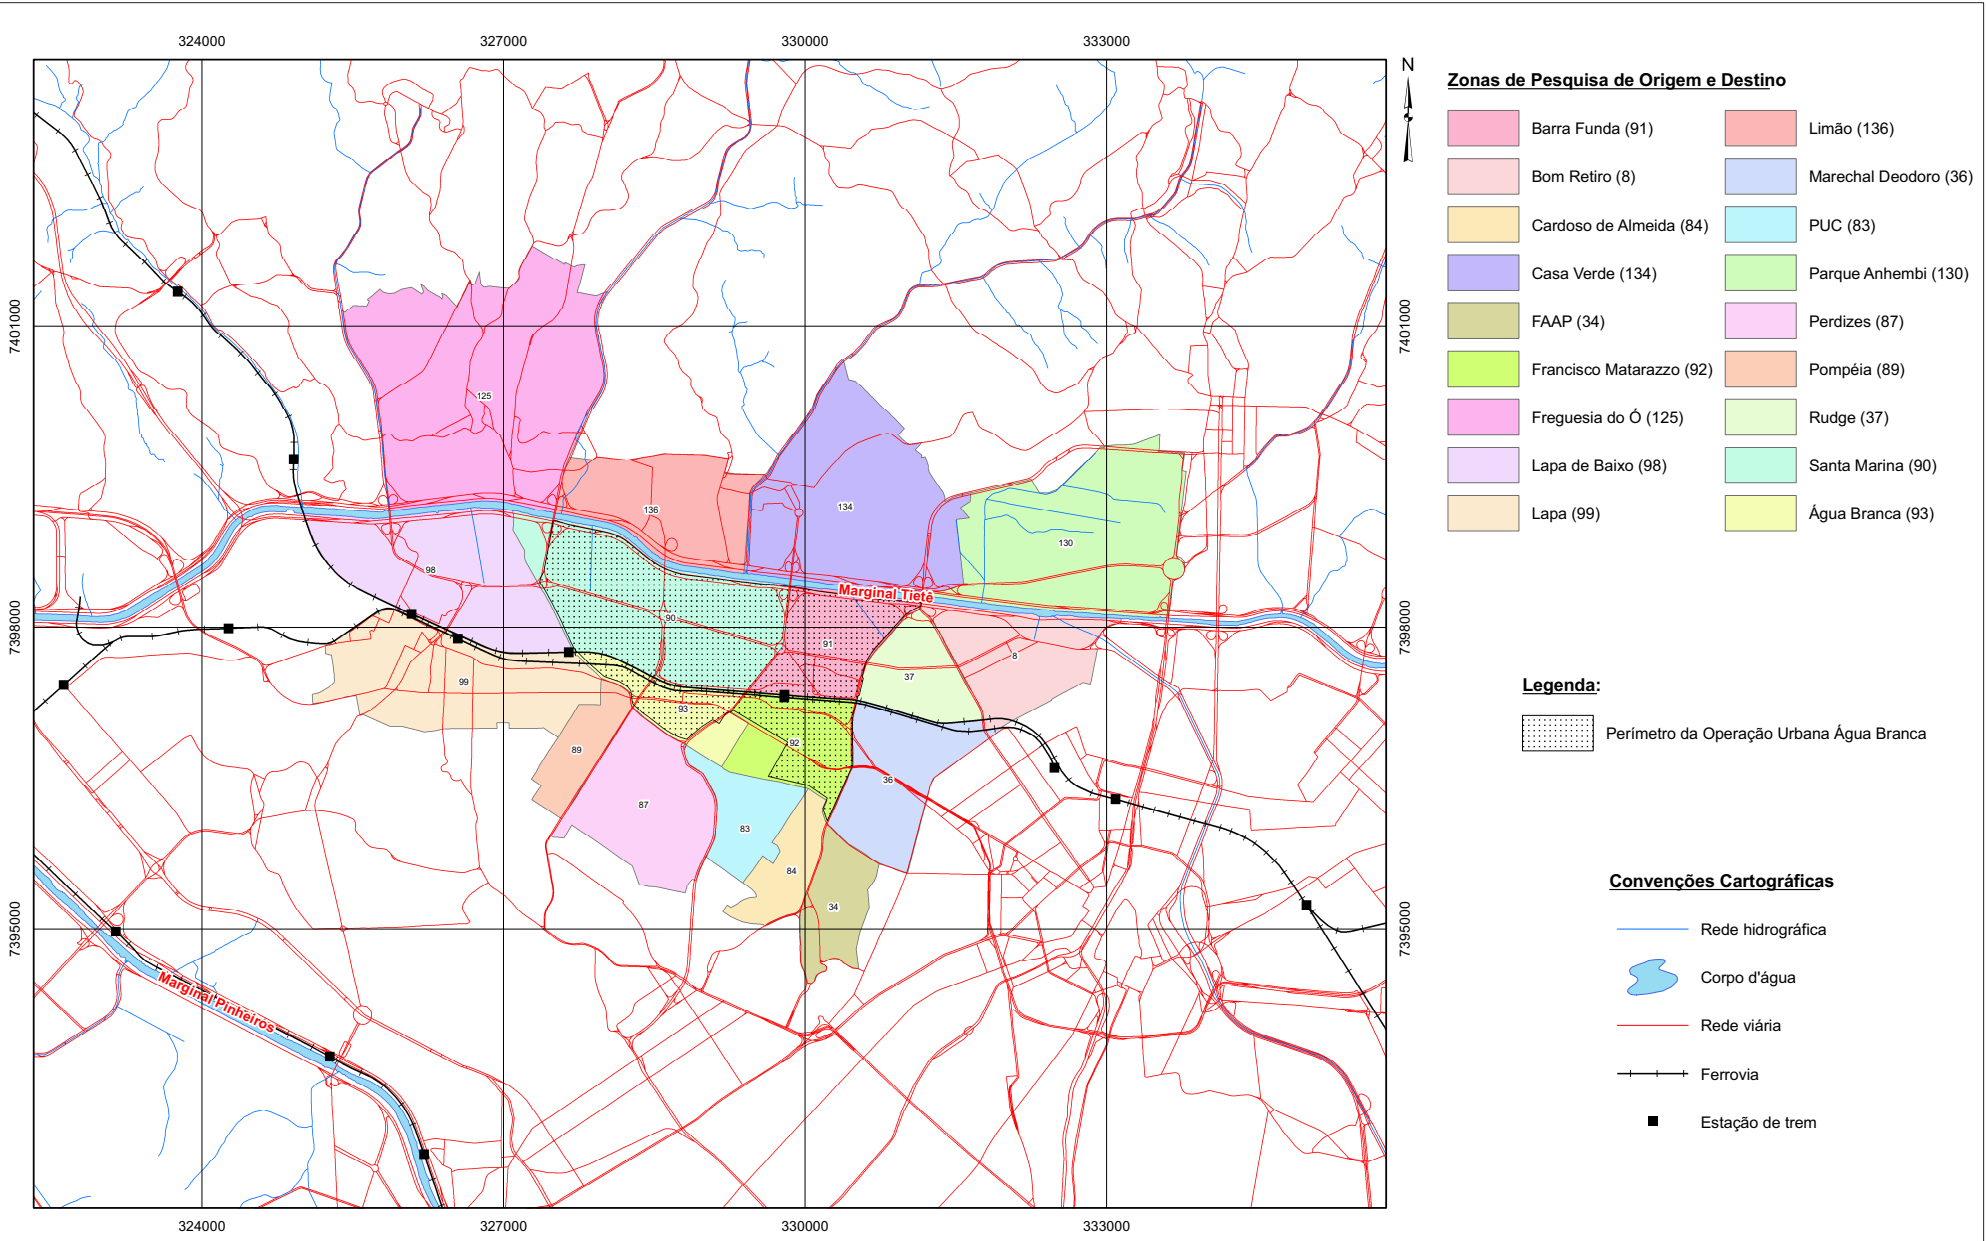 324000
327000
330000
333000
N
7401000
7401000
7398000
7398000
7395000
7395000
125
136
134
130
98
90
91
8
37
99
93
92
89
36
87
83
84
34
Marginal Tietê
Marginal Pinheiros
324000
327000
330000
333000
Zonas de Pesquisa de Origem e Destino
Barra Funda (91)
Bom Retiro (8)
Cardoso de Almeida (84)
Casa Verde (134)
FAAP (34)
Francisco Matarazzo (92)
Freguesia do Ó (125)
Lapa de Baixo (98)
Lapa (99)
Limão (136)
Marechal Deodoro (36)
PUC (83)
Parque Anhembi (130)
Perdizes (87)
Pompéia (89)
Rudge (37)
Santa Marina (90)
Água Branca (93)
Legenda:
Perímetro da Operação Urbana Água Branca
Convenções Cartográficas
Rede hidrográfica
Corpo d'água
Rede viária
Ferrovia
Estação de trem